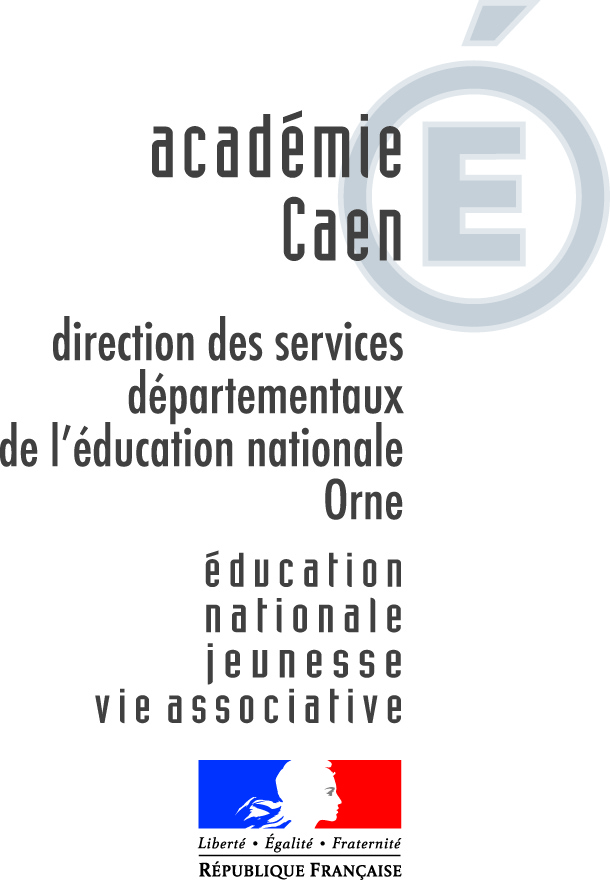 É
académie
Caen
direction des services
départementaux
de l’éducation nationale
Orne
éducation
nationale
jeunesse
vie associative
Liberté • Égalité • Fraternité
RÉPUBLIQUE FRANÇAISE